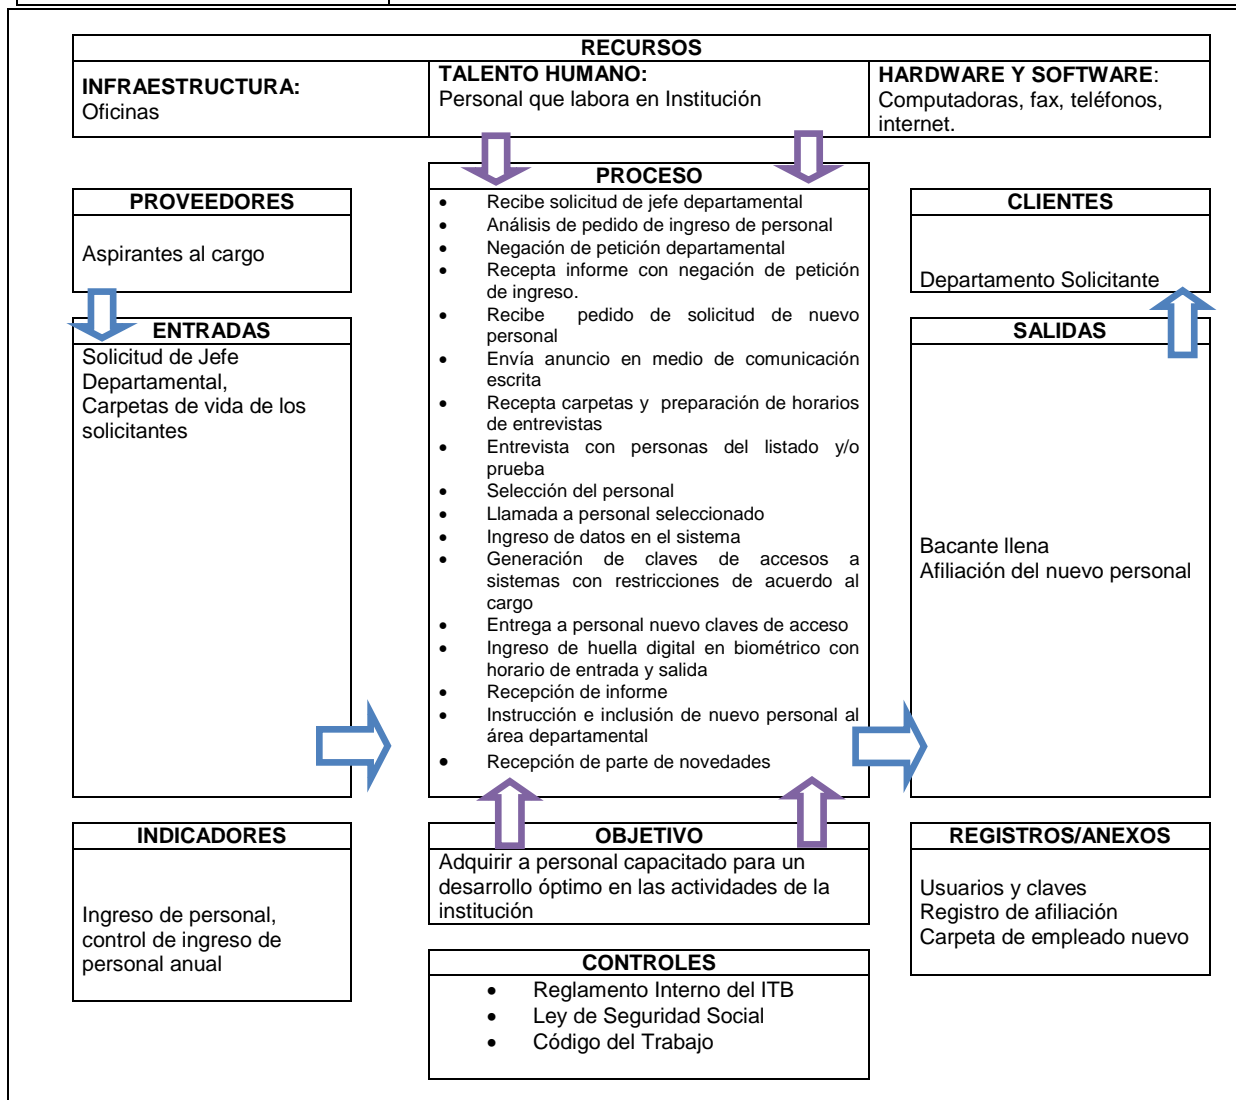 RECURSOS
INFRAESTRUCTURA:
Oficinas
TALENTO HUMANO:
Personal que labora en Institución
HARDWARE Y SOFTWARE:
Computadoras, fax, teléfonos,
internet.
PROVEEDORES
Aspirantes al cargo
ENTRADAS
Solicitud de Jefe
Departamental,
Carpetas de vida de los
solicitantes
PROCESO
• Recibe solicitud de jefe departamental
• Análisis de pedido de ingreso de personal
• Negación de petición departamental
• Recepta informe con negación de petición
de ingreso.
• Recibe pedido de solicitud de nuevo
personal
• Envía anuncio en medio de comunicación
escrita
• Recepta carpetas y preparación de horarios
de entrevistas
• Entrevista con personas del listado y/o
prueba
• Selección del personal
• Llamada a personal seleccionado
• Ingreso de datos en el sistema
• Generación de claves de accesos a
sistemas con restricciones de acuerdo al
cargo
• Entrega a personal nuevo claves de acceso
• Ingreso de huella digital en biométrico con
horario de entrada y salida
• Recepción de informe
• Instrucción e inclusión de nuevo personal al
área departamental
• Recepción de parte de novedades
CLIENTES
Departamento Solicitante
SALIDAS
Bacante llena
Afiliación del nuevo personal
INDICADORES
Ingreso de personal,
control de ingreso de
personal anual
OBJETIVO
Adquirir a personal capacitado para un
desarrollo óptimo en las actividades de la
institución
REGISTROS/ANEXOS
Usuarios y claves
Registro de afiliación
Carpeta de empleado nuevo
CONTROLES
• Reglamento Interno del ITB
• Ley de Seguridad Social
• Código del Trabajo